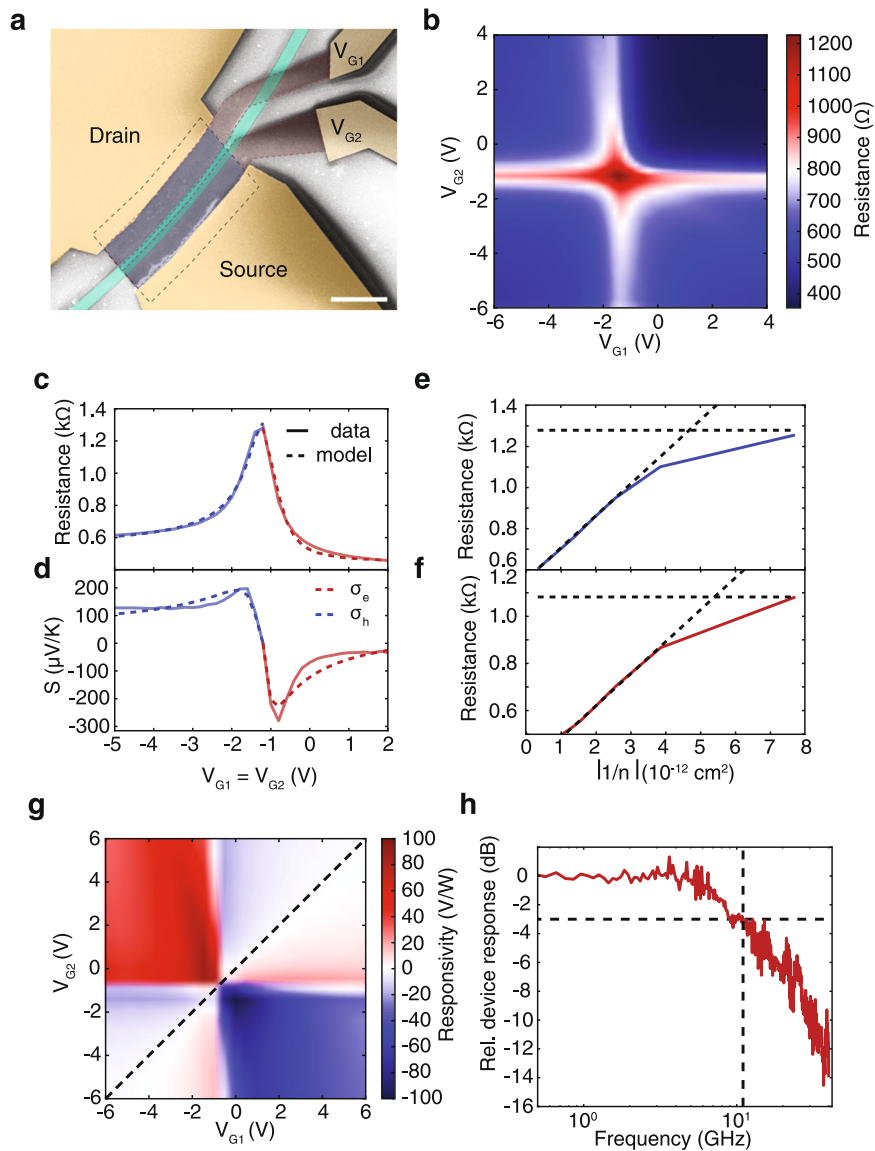 a
Drain
Source
V_G1
V_G2
b
V_G2 (V)
4
2
0
-2
-4
-6
-6 -4 -2 0 2 4
V_G1 (V)
1200
1100
1000
900
800
700
600
500
400
Resistance (Ω)
c
Resistance (kΩ)
1.4
1.2
1.0
0.8
0.6
data
model
d
S (µV/K)
200
100
0
-100
-200
-300
σ_e
σ_h
-5 -4 -3 -2 -1 0 1 2
V_G1 = V_G2 (V)
e
Resistance (kΩ)
1.4
1.2
1.0
0.8
0.6
f
Resistance (kΩ)
1.2
1.0
0.8
0.6
0 1 2 3 4 5 6 7 8
|1/n| (10⁻¹² cm²)
g
V_G2 (V)
6
4
2
0
-2
-4
-6
-6 -4 -2 0 2 4 6
V_G1 (V)
100
80
60
40
20
0
-20
-40
-60
-80
-100
Responsivity (V/W)
h
Rel. device response (dB)
0
-2
-4
-6
-8
-10
-12
-14
-16
10⁰ 10¹
Frequency (GHz)